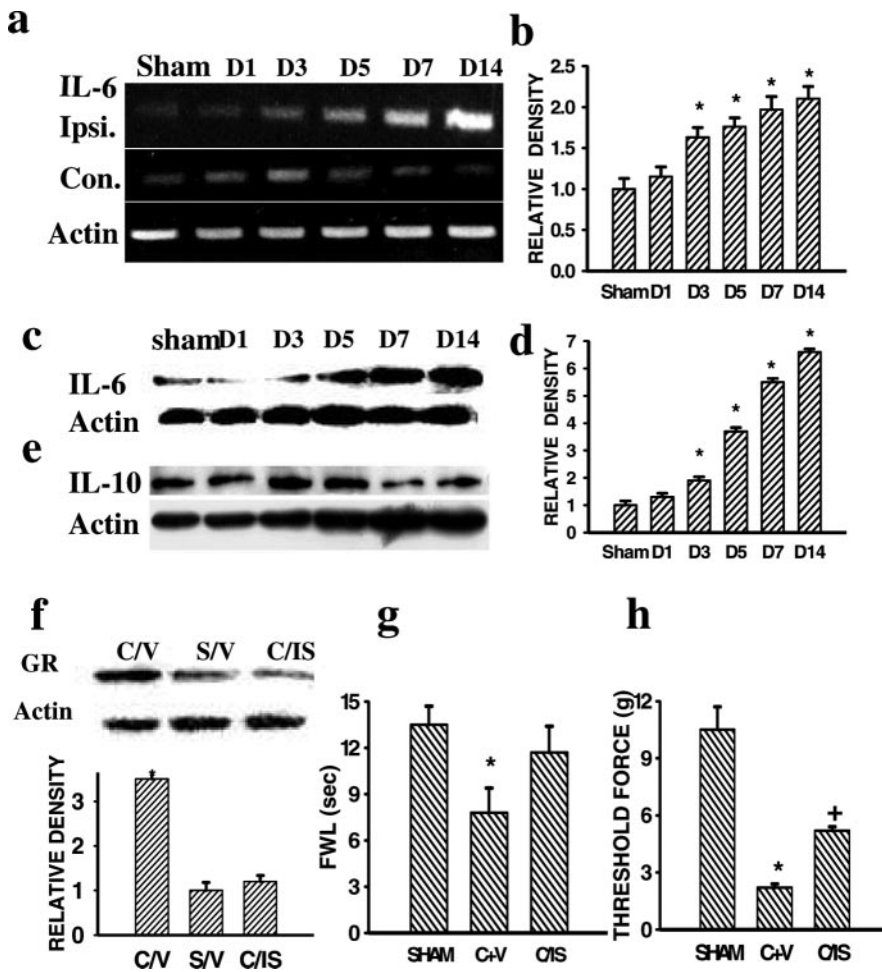 a
Sham D1 D3 D5 D7 D14
IL-6
Ipsi.
Con.
Actin
b
RELATIVE DENSITY
2.5
2.0
1.5
1.0
0.5
0.0
* * * *
Sham D1 D3 D5 D7 D14
c
sham D1 D3 D5 D7 D14
IL-6
Actin
d
RELATIVE DENSITY
7
6
5
4
3
2
1
0
* * * *
Sham D1 D3 D5 D7 D14
e
IL-10
Actin
f
C/V S/V C/IS
GR
Actin
RELATIVE DENSITY
3
2
1
0
*
C/V S/V C/IS
g
FWL (sec)
15
12
9
6
3
0
*
SHAM C+V C/IS
h
THRESHOLD FORCE (g)
12
9
6
3
0
* +
SHAM C+V C/IS